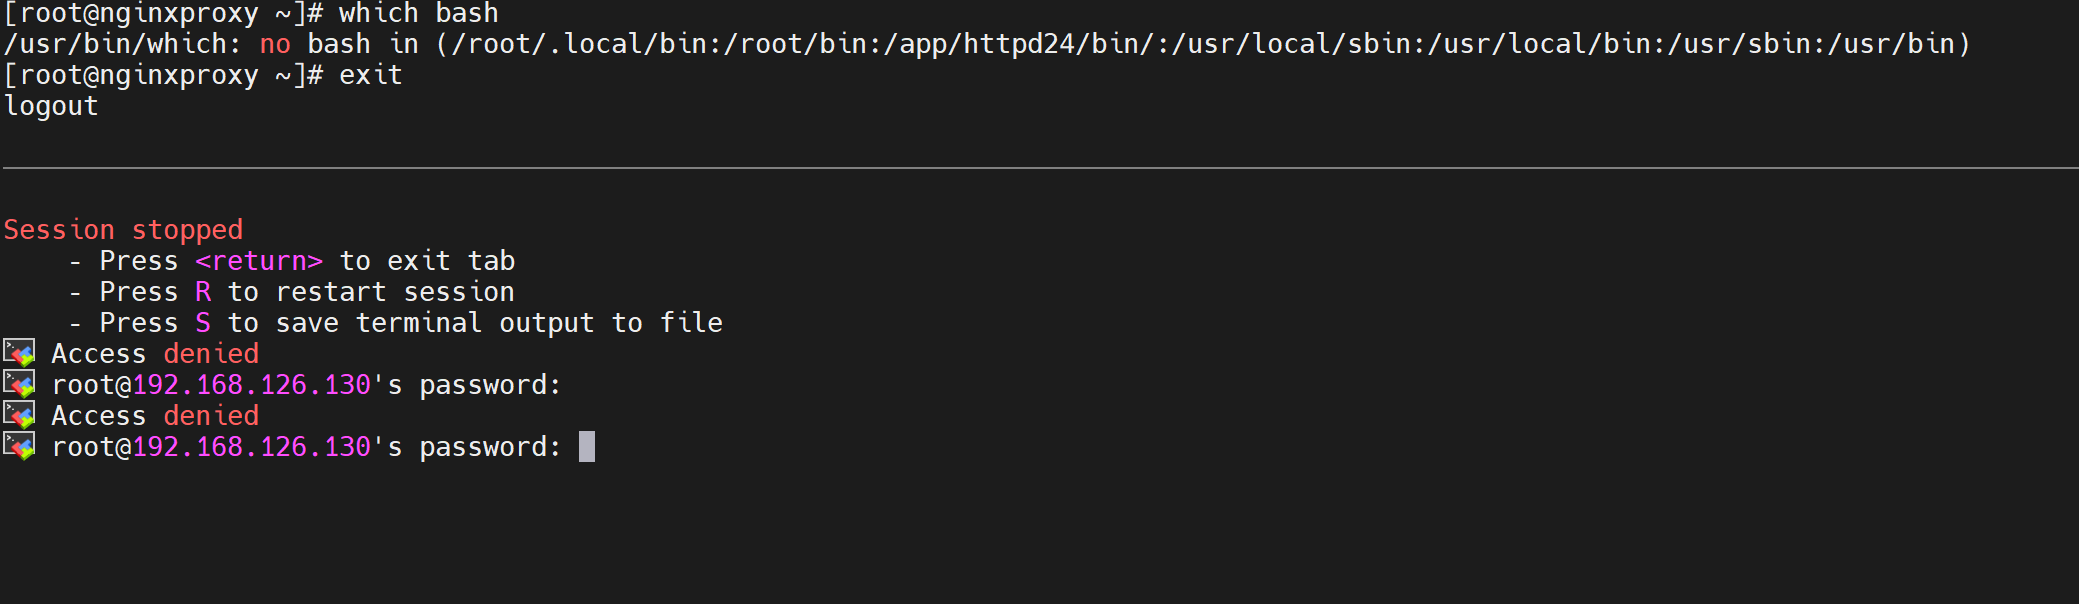 [root@nginxproxy ~]# which bash
/usr/bin/which: no bash in (/root/.local/bin:/root/bin:/app/httpd24/bin/:/usr/local/sbin:/usr/local/bin:/usr/sbin:/usr/bin)
[root@nginxproxy ~]# exit
logout
Session stopped
- Press <return> to exit tab
- Press R to restart session
- Press S to save terminal output to file
Access denied
root@192.168.126.130's password:
Access denied
root@192.168.126.130's password: